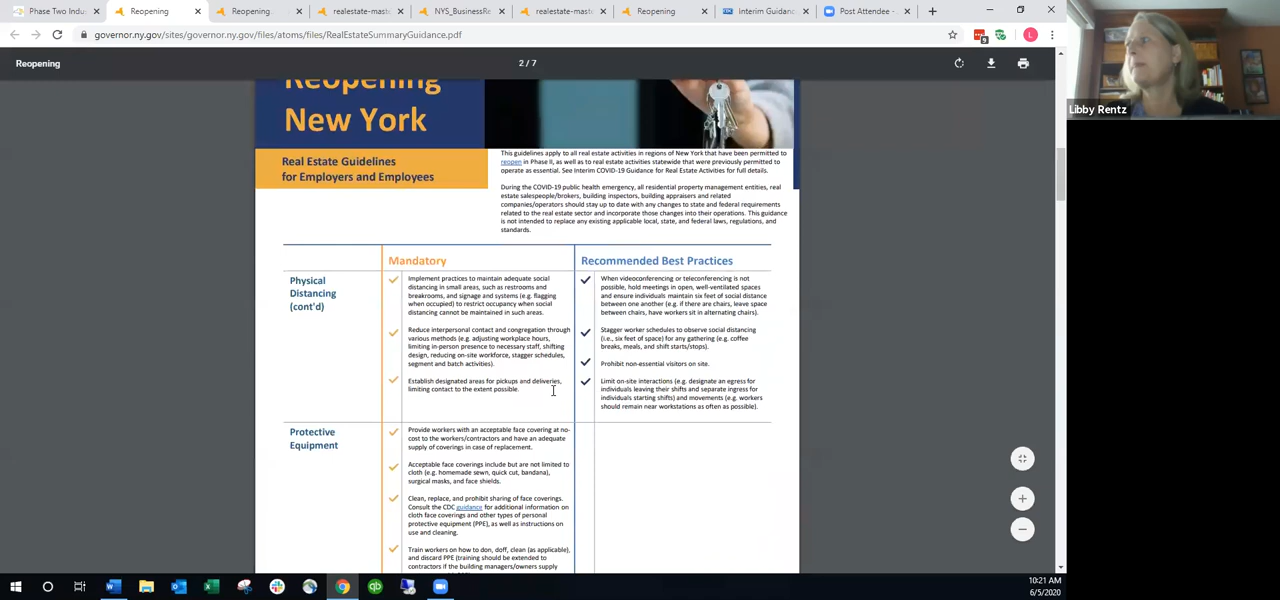 Phase Two Indus
Reopening
Reopening
realestate-maste
NYS_BusinessRe
realestate-maste
Reopening
Interim Guidanc
Post Attendee -
governor.ny.gov/sites/governor.ny.gov/files/atoms/files/RealEstateSummaryGuidance.pdf
9
L
Reopening
2 / 7
Libby Rentz
Reopening
New York
Real Estate Guidelines
for Employers and Employees
This guidelines apply to all real estate activities in regions of New York that have been permitted to
reopen in Phase II, as well as to real estate activities statewide that were previously permitted to
operate as essential. See Interim COVID-19 Guidance for Real Estate Activities for full details.
During the COVID-19 public health emergency, all residential property management entities, real
estate salespeople/brokers, building inspectors, building appraisers and related
companies/operators should stay up to date with any changes to state and federal requirements
related to the real estate sector and incorporate those changes into their operations. This guidance
is not intended to replace any existing applicable local, state, and federal laws, regulations, and
standards.
Mandatory
Recommended Best Practices
Physical
Distancing
(cont'd)
Implement practices to maintain adequate social
distancing in small areas, such as restrooms and
breakrooms, and signage and systems (e.g. flagging
when occupied) to restrict occupancy when social
distancing cannot be maintained in such areas.
Reduce interpersonal contact and congregation through
various methods (e.g. adjusting workplace hours,
limiting in-person presence to necessary staff, shifting
design, reducing on-site workforce, stagger schedules,
segment and batch activities).
Establish designated areas for pickups and deliveries,
limiting contact to the extent possible.
When videoconferencing or teleconferencing is not
possible, hold meetings in open, well-ventilated spaces
and ensure individuals maintain six feet of social distance
between one another (e.g. if there are chairs, leave space
between chairs, have workers sit in alternating chairs).
Stagger worker schedules to observe social distancing
(i.e., six feet of space) for any gathering (e.g. coffee
breaks, meals, and shift starts/stops).
Prohibit non-essential visitors on site.
Limit on-site interactions (e.g. designate an egress for
individuals leaving their shifts and separate ingress for
individuals starting shifts) and movements (e.g. workers
should remain near workstations as often as possible).
Protective
Equipment
Provide workers with an acceptable face covering at no-
cost to the workers/contractors and have an adequate
supply of coverings in case of replacement.
Acceptable face coverings include but are not limited to
cloth (e.g. homemade sewn, quick cut, bandana),
surgical masks, and face shields.
Clean, replace, and prohibit sharing of face coverings.
Consult the CDC guidance for additional information on
cloth face coverings and other types of personal
protective equipment (PPE), as well as instructions on
use and cleaning.
Train workers on how to don, doff, clean (as applicable),
and discard PPE (training should be extended to
contractors if the building managers/owners supply
10:21 AM
6/5/2020